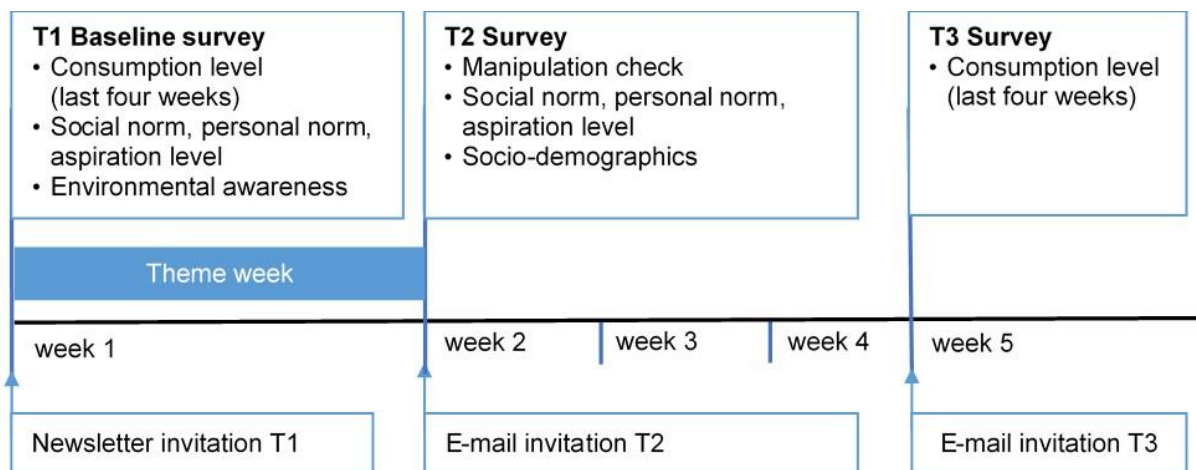 T1 Baseline survey
• Consumption level
(last four weeks)
• Social norm, personal norm,
aspiration level
• Environmental awareness
T2 Survey
• Manipulation check
• Social norm, personal norm,
aspiration level
• Socio-demographics
T3 Survey
• Consumption level
(last four weeks)
Theme week
week 1
week 2
week 3
week 4
week 5
Newsletter invitation T1
E-mail invitation T2
E-mail invitation T3